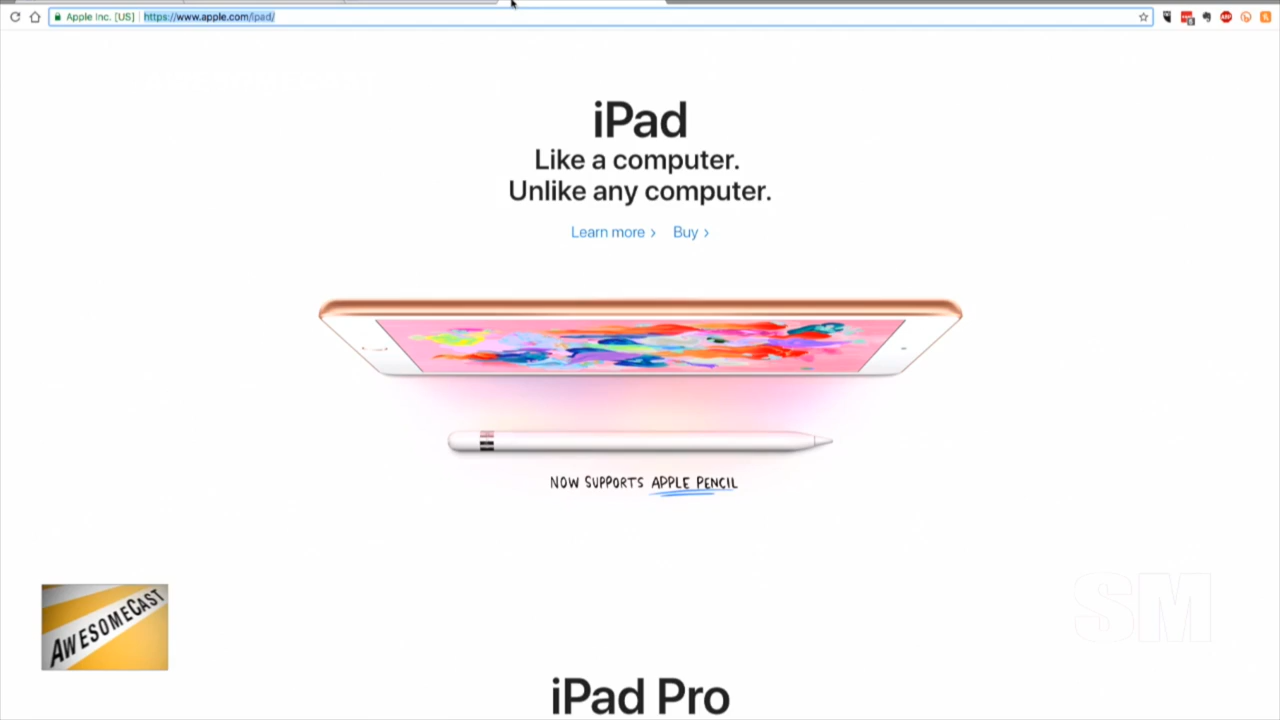 Apple Inc. [US]
https://www.apple.com/ipad/
iPad
Like a computer.
Unlike any computer.
Learn more ›
Buy ›
NOW SUPPORTS APPLE PENCIL
AWESOMECAST
SM
iPad Pro